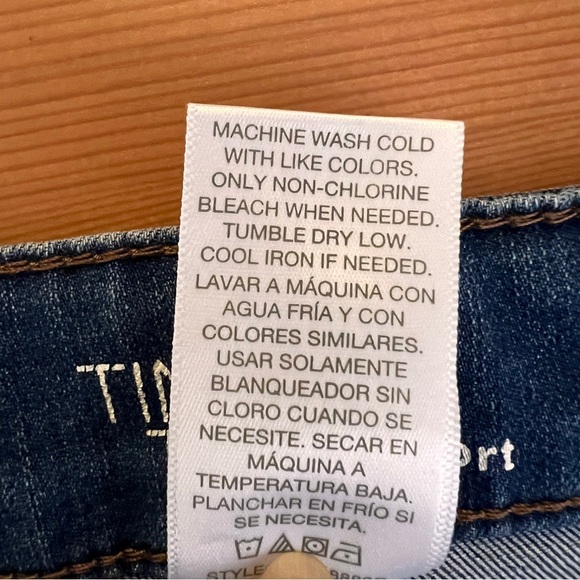 MACHINE WASH COLD
WITH LIKE COLORS.
ONLY NON-CHLORINE
BLEACH WHEN NEEDED.
TUMBLE DRY LOW.
COOL IRON IF NEEDED.
LAVAR A MÁQUINA CON
AGUA FRÍA Y CON
COLORES SIMILARES.
USAR SOLAMENTE
BLANQUEADOR SIN
CLORO CUANDO SE
NECESITE. SECAR EN
MÁQUINA A
TEMPERATURA BAJA.
PLANCHAR EN FRÍO SI
SE NECESITA.
STYLE